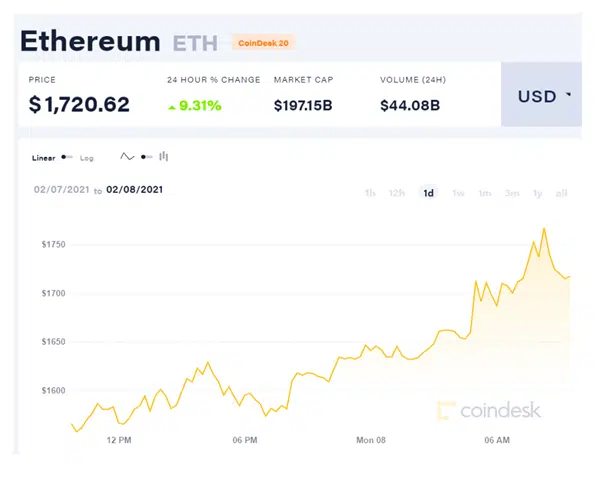 Ethereum ETH CoinDesk 20
PRICE 24 HOUR % CHANGE MARKET CAP VOLUME (24H)
$1,720.62 9.31% $197.15B $44.08B USD
Linear Log
02/07/2021 to 02/08/2021 1h 12h 1d 1w 1m 3m 1y all
$1750
$1700
$1650
$1600
coindesk
12 PM 06 PM Mon 08 06 AM